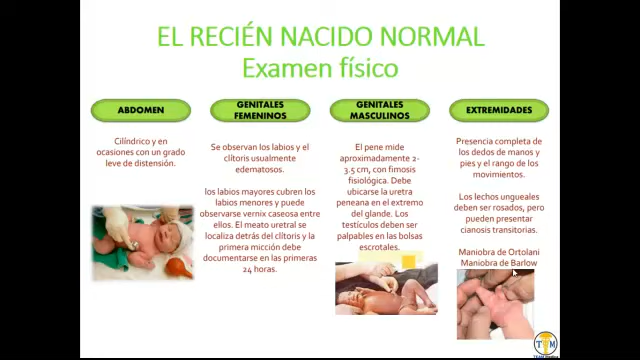 EL RECIÉN NACIDO NORMAL
Examen físico
ABDOMEN
Cilíndrico y en
ocasiones con un grado
leve de distensión.
GENITALES
FEMENINOS
Se observan los labios y el
clítoris usualmente
edematosos.
los labios mayores cubren los
labios menores y puede
observarse vernix caseosa entre
ellos. El meato uretral se
localiza detrás del clítoris y la
primera micción debe
documentarse en las primeras
24 horas.
GENITALES
MASCULINOS
El pene mide
aproximadamente 2-
3.5 cm, con fimosis
fisiológica. Debe
ubicarse la uretra
peneana en el extremo
del glande. Los
testículos deben ser
palpables en las bolsas
escrotales.
EXTREMIDADES
Presencia completa de
los dedos de manos y
pies y el rango de los
movimientos.
Los lechos ungueales
deben ser rosados, pero
pueden presentar
cianosis transitorias.
Maniobra de Ortolani
Maniobra de Barlow